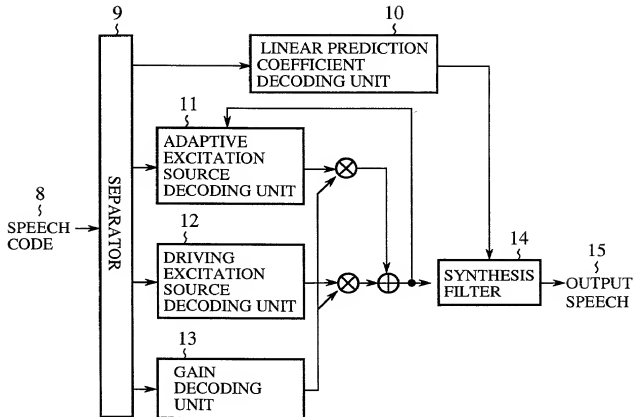 9
10
LINEAR PREDICTION
COEFFICIENT
DECODING UNIT
11
ADAPTIVE
EXCITATION
SOURCE
DECODING UNIT
8
SPEECH
CODE
SEPARATOR
12
DRIVING
EXCITATION
SOURCE
DECODING UNIT
14
SYNTHESIS
FILTER
15
OUTPUT
SPEECH
13
GAIN
DECODING
UNIT